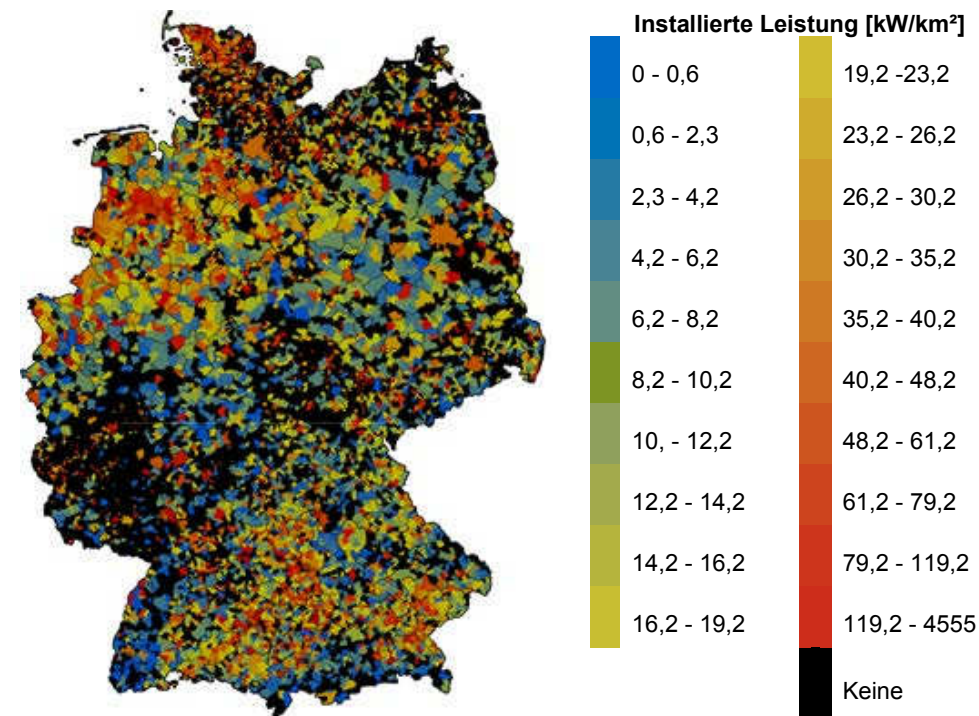 Installierte Leistung [kW/km²]
0 - 0,6
0,6 - 2,3
2,3 - 4,2
4,2 - 6,2
6,2 - 8,2
8,2 - 10,2
10, - 12,2
12,2 - 14,2
14,2 - 16,2
16,2 - 19,2
19,2 -23,2
23,2 - 26,2
26,2 - 30,2
30,2 - 35,2
35,2 - 40,2
40,2 - 48,2
48,2 - 61,2
61,2 - 79,2
79,2 - 119,2
119,2 - 4555
Keine